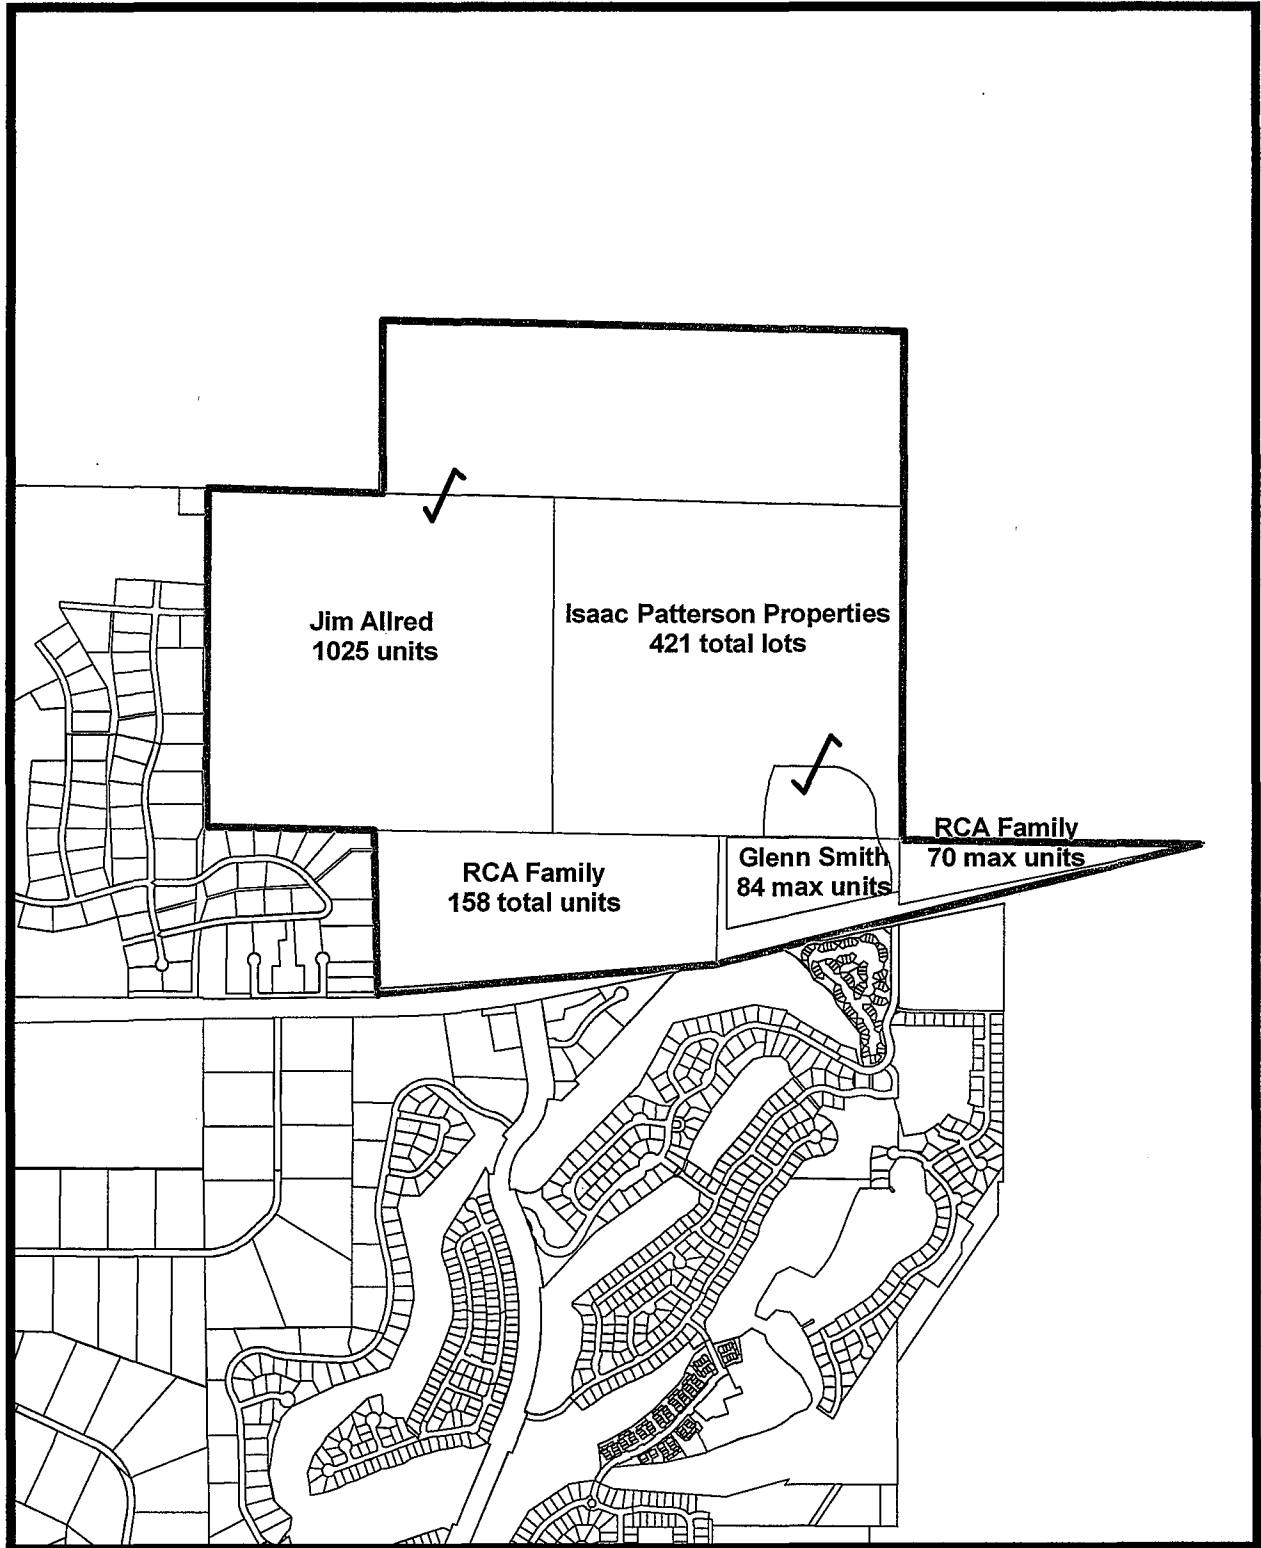 Jim Allred
1025 units
Isaac Patterson Properties
421 total lots
RCA Family
158 total units
Glenn Smith
84 max units
RCA Family
70 max units